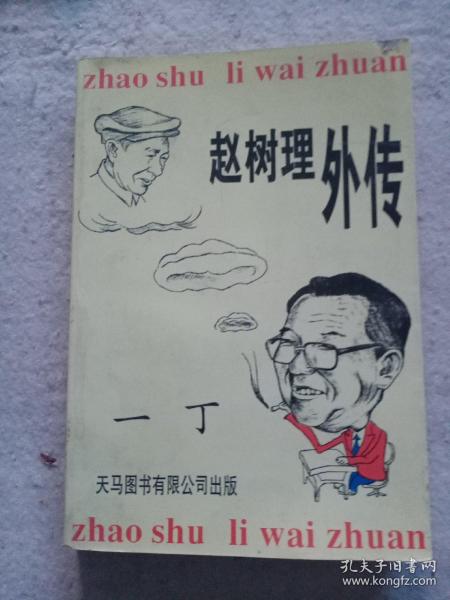 zhao shu li wai zhuan
赵树理外传
一丁
天马图书有限公司出版
zhao shu li wai zhuan
孔夫子旧书网
www.kongfz.com